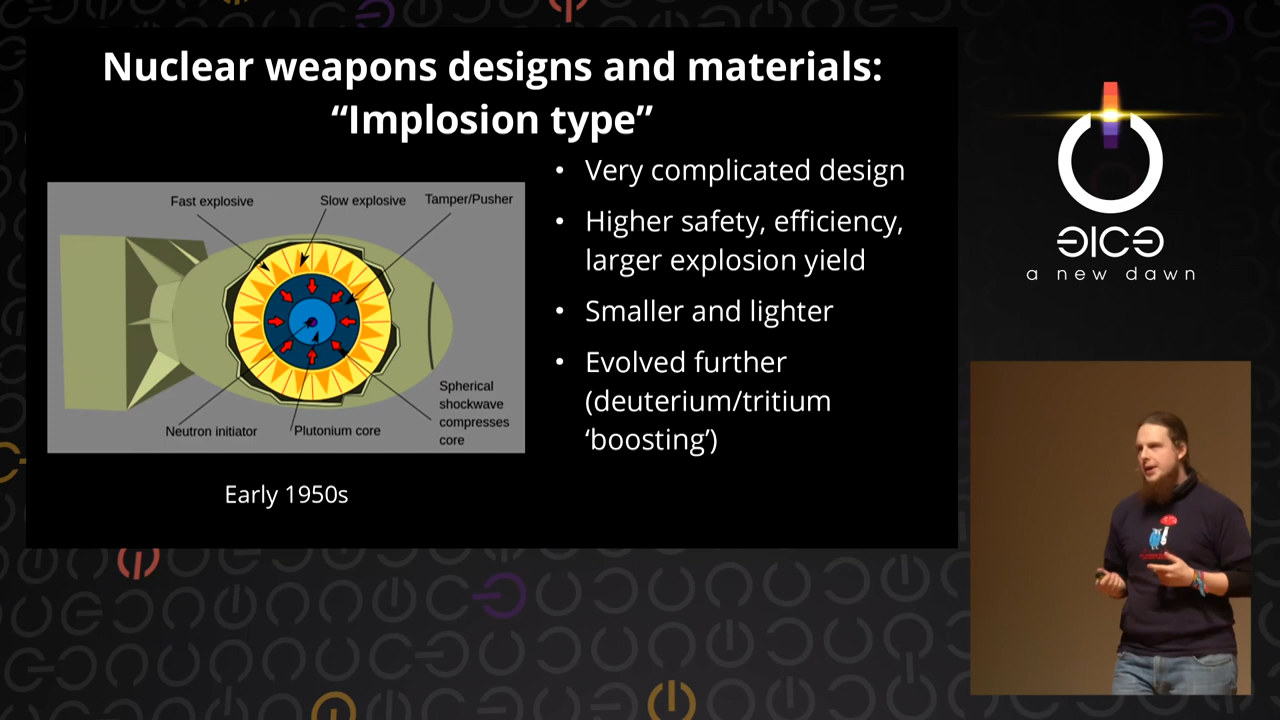 Nuclear weapons designs and materials:
“Implosion type”
Fast explosive
Slow explosive
Tamper/Pusher
Spherical
shockwave
compresses
core
Neutron initiator
Plutonium core
Early 1950s
• Very complicated design
• Higher safety, efficiency,
larger explosion yield
• Smaller and lighter
• Evolved further
(deuterium/tritium
‘boosting’)
a new dawn